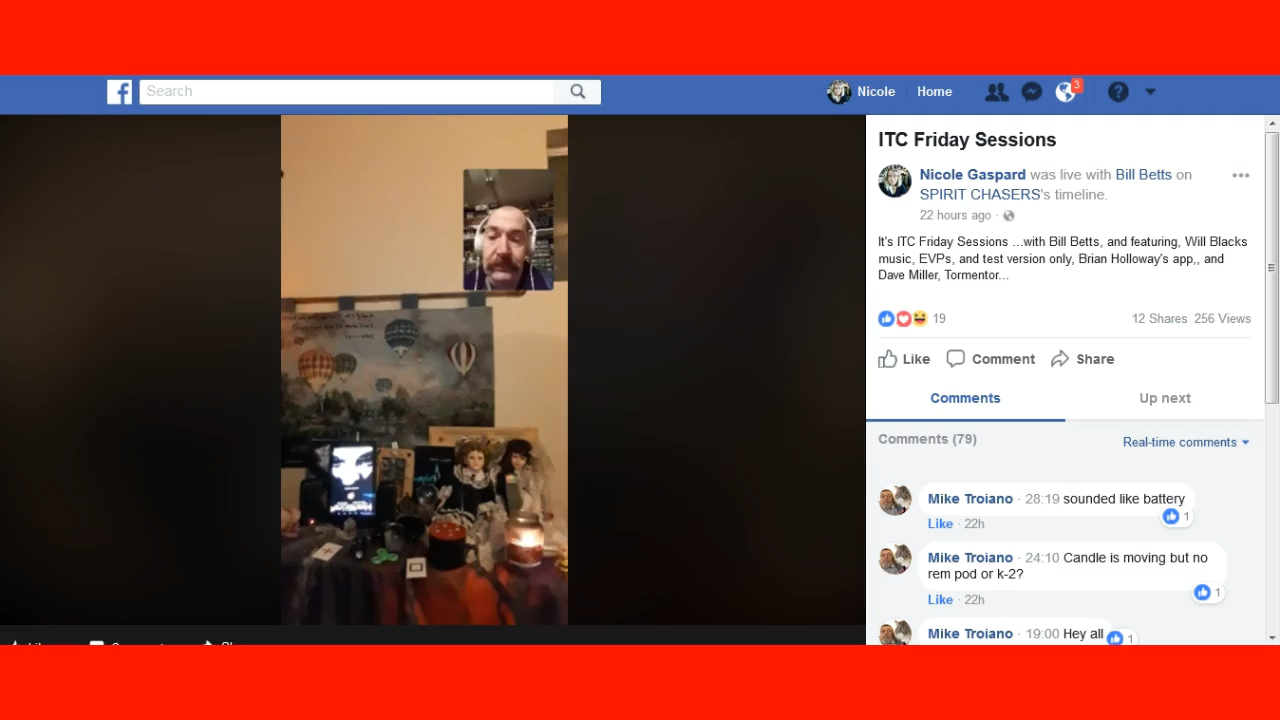 f
Search
Nicole
Home
3
?
ITC Friday Sessions
Nicole Gaspard was live with Bill Betts on
SPIRIT CHASERS's timeline.
22 hours ago ·
It's ITC Friday Sessions ...with Bill Betts, and featuring, Will Blacks
music, EVPs, and test version only, Brian Holloway's app,, and
Dave Miller, Tormentor...
19
12 Shares 256 Views
Like
Comment
Share
Comments
Up next
Comments (79)
Real-time comments
Mike Troiano · 28:19 sounded like battery
1
Like · 22h
Mike Troiano · 24:10 Candle is moving but no
rem pod or k-2?
1
Like · 22h
Mike Troiano · 19:00 Hey all
1